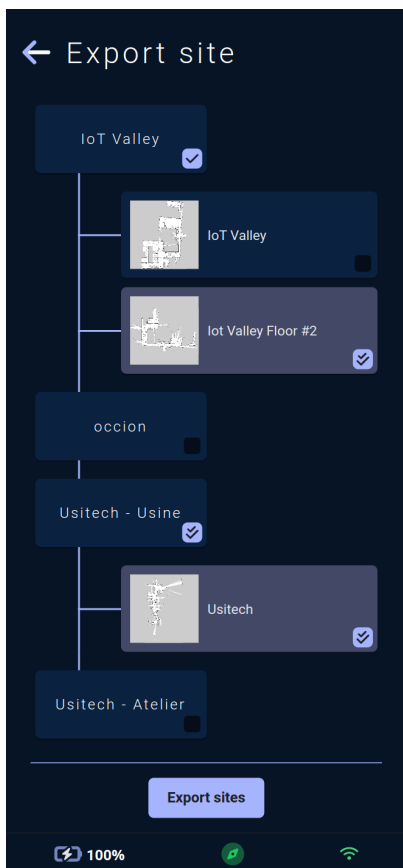 Export site
IoT Valley
IoT Valley
Iot Valley Floor #2
occion
Usitech - Usine
Usitech
Usitech - Atelier
Export sites
100%